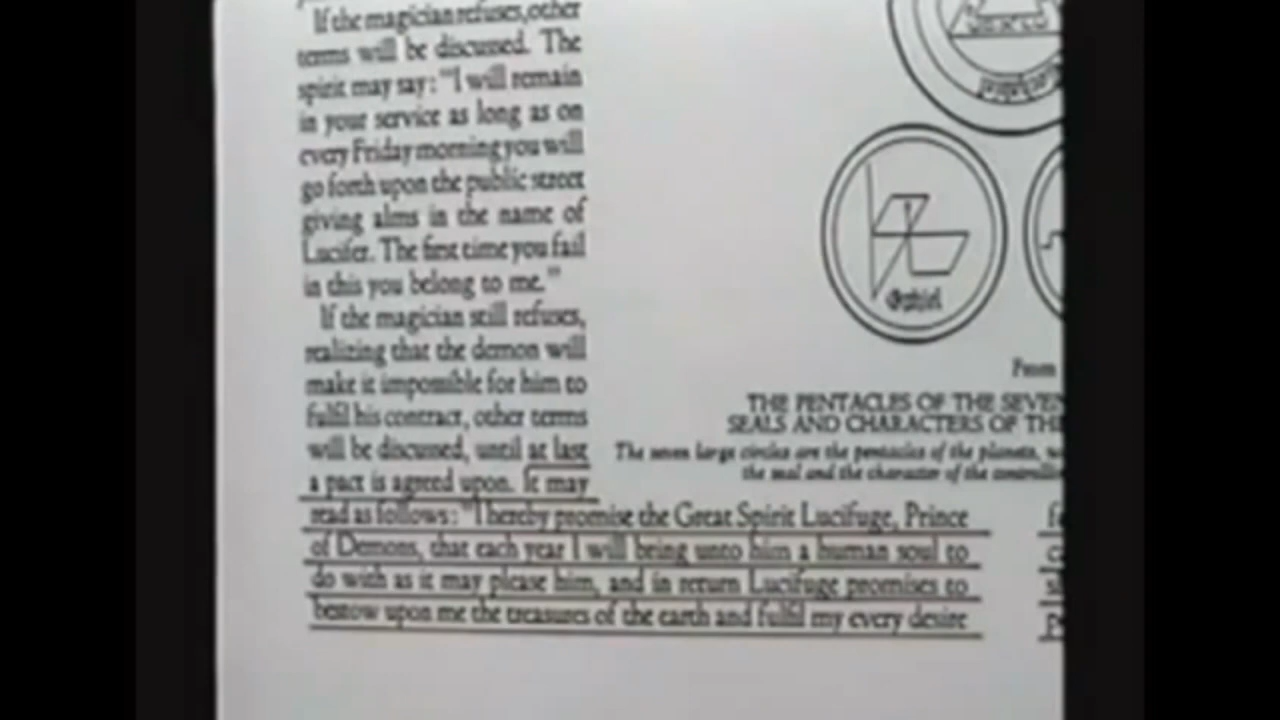 If the magician refuses, other
terms will be discussed. The
spirit may say: "I will remain
in your service as long as on
every Friday morning you will
go forth upon the public street
giving alms in the name of
Lucifer. The first time you fail
in this you belong to me."
If the magician still refuses,
realizing that the demon will
make it impossible for him to
fulfil his contract, other terms
will be discussed, until at last
a pact is agreed upon. It may
read as follows: "I hereby promise the Great Spirit Lucifuge, Prince
of Demons, that each year I will bring unto him a human soul to
do with as it may please him, and in return Lucifuge promises to
bestow upon me the treasures of the earth and fulfil my every desire
From
THE PENTACLES OF THE SEVEN
SEALS AND CHARACTERS OF THE
The seven large circles are the pentacles of the planets, w
the seal and the character of the controllin